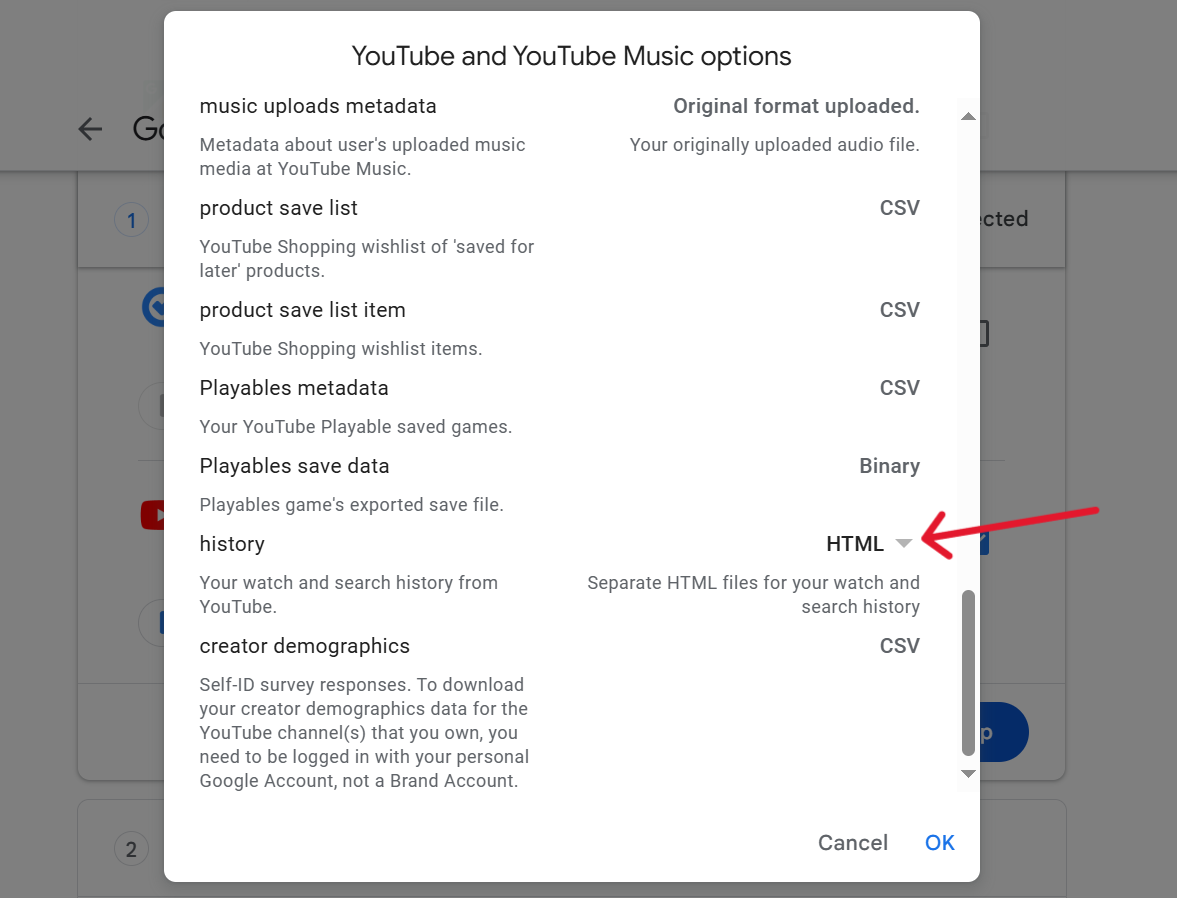 YouTube and YouTube Music options
music uploads metadata
Original format uploaded.
Metadata about user's uploaded music
media at YouTube Music.
Your originally uploaded audio file.
product save list
CSV
YouTube Shopping wishlist of 'saved for
later' products.
product save list item
CSV
YouTube Shopping wishlist items.
Playables metadata
CSV
Your YouTube Playable saved games.
Playables save data
Binary
Playables game's exported save file.
history
HTML
Your watch and search history from
YouTube.
Separate HTML files for your watch and
search history
creator demographics
CSV
Self-ID survey responses. To download
your creator demographics data for the
YouTube channel(s) that you own, you
need to be logged in with your personal
Google Account, not a Brand Account.
Cancel
OK
1
2